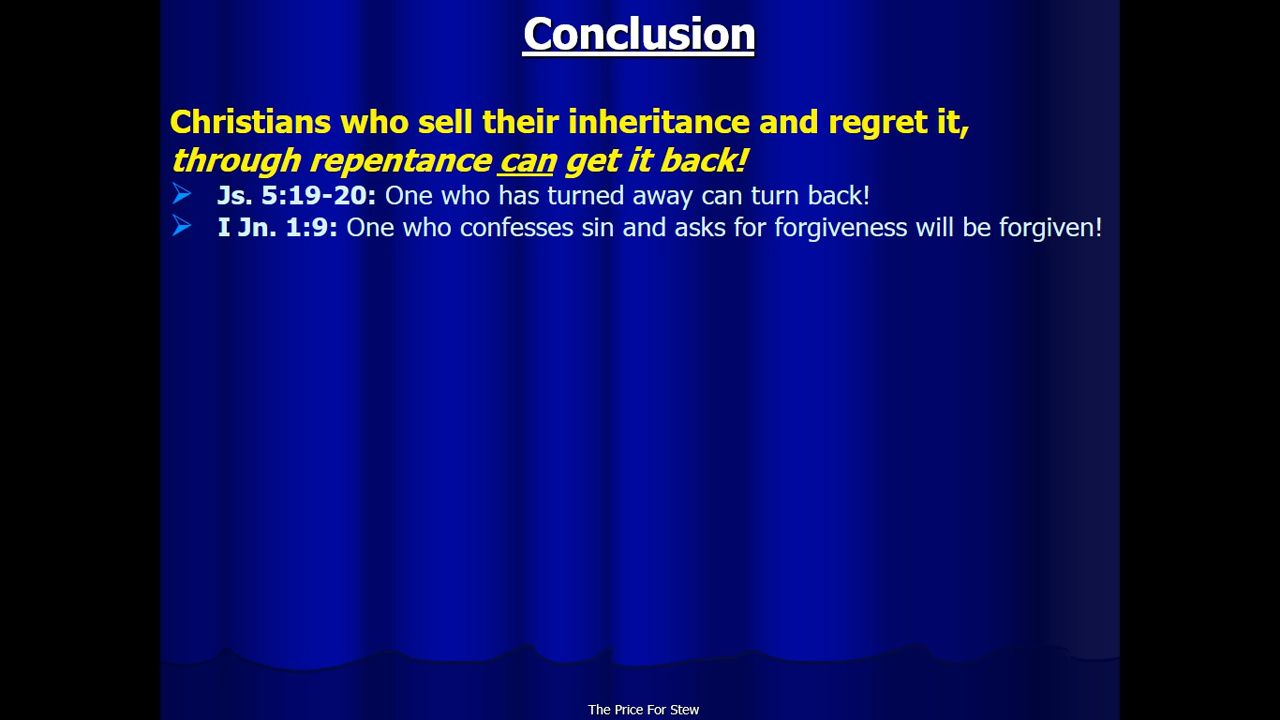 Conclusion
Christians who sell their inheritance and regret it,
through repentance can get it back!
Js. 5:19-20: One who has turned away can turn back!
I Jn. 1:9: One who confesses sin and asks for forgiveness will be forgiven!
The Price For Stew